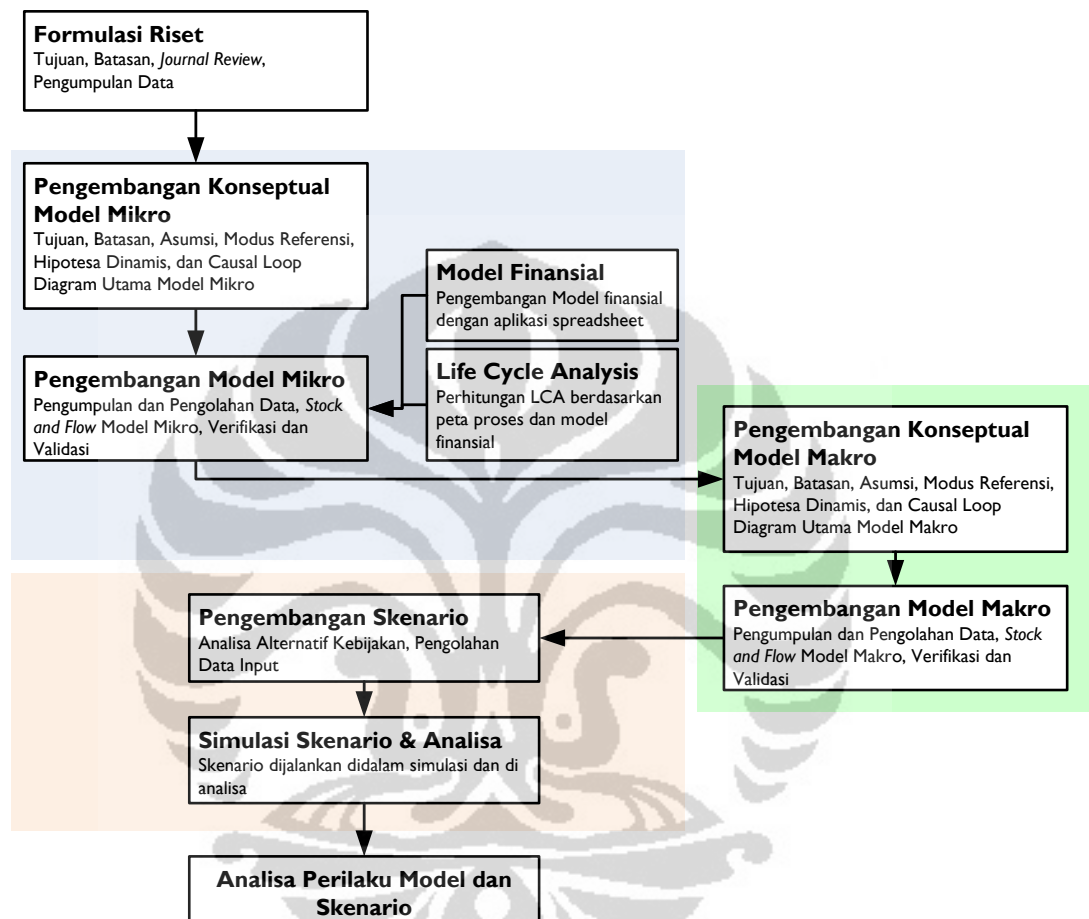 Formulasi Riset
Tujuan, Batasan, Journal Review,
Pengumpulan Data
Pengembangan Konseptual
Model Mikro
Tujuan, Batasan, Asumsi, Modus Referensi,
Hipotesa Dinamis, dan Causal Loop
Diagram Utama Model Mikro
Model Finansial
Pengembangan Model finansial
dengan aplikasi spreadsheet
Pengembangan Model Mikro
Pengumpulan dan Pengolahan Data, Stock
and Flow Model Mikro, Verifikasi dan
Validasi
Life Cycle Analysis
Perhitungan LCA berdasarkan
peta proses dan model
finansial
Pengembangan Konseptual
Model Makro
Tujuan, Batasan, Asumsi, Modus Referensi,
Hipotesa Dinamis, dan Causal Loop
Diagram Utama Model Makro
Pengembangan Model Makro
Pengumpulan dan Pengolahan Data, Stock
and Flow Model Makro, Verifikasi dan
Validasi
Pengembangan Skenario
Analisa Alternatif Kebijakan, Pengolahan
Data Input
Simulasi Skenario & Analisa
Skenario dijalankan didalam simulasi dan di
analisa
Analisa Perilaku Model dan
Skenario